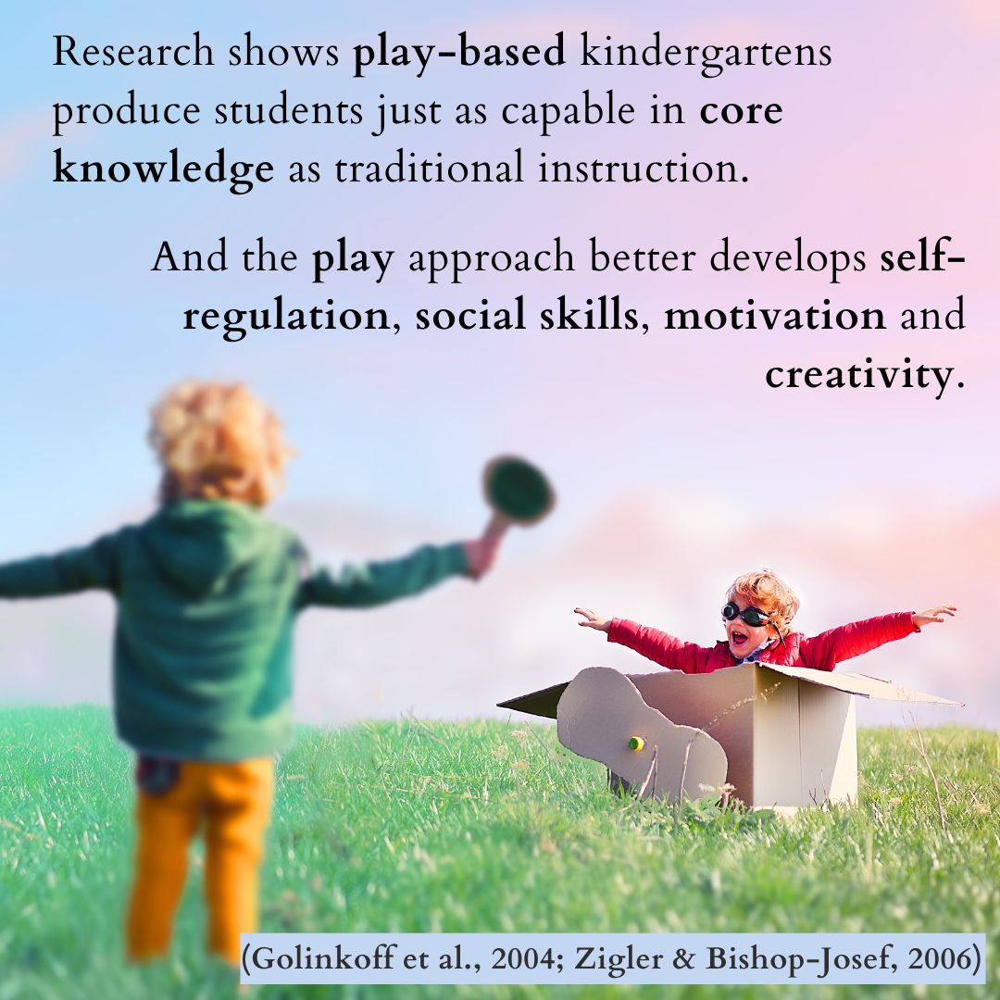 Research shows play-based kindergartens
produce students just as capable in core
knowledge as traditional instruction.
And the play approach better develops self-
regulation, social skills, motivation and
creativity.
(Golinkoff et al., 2004; Zigler & Bishop-Josef, 2006)